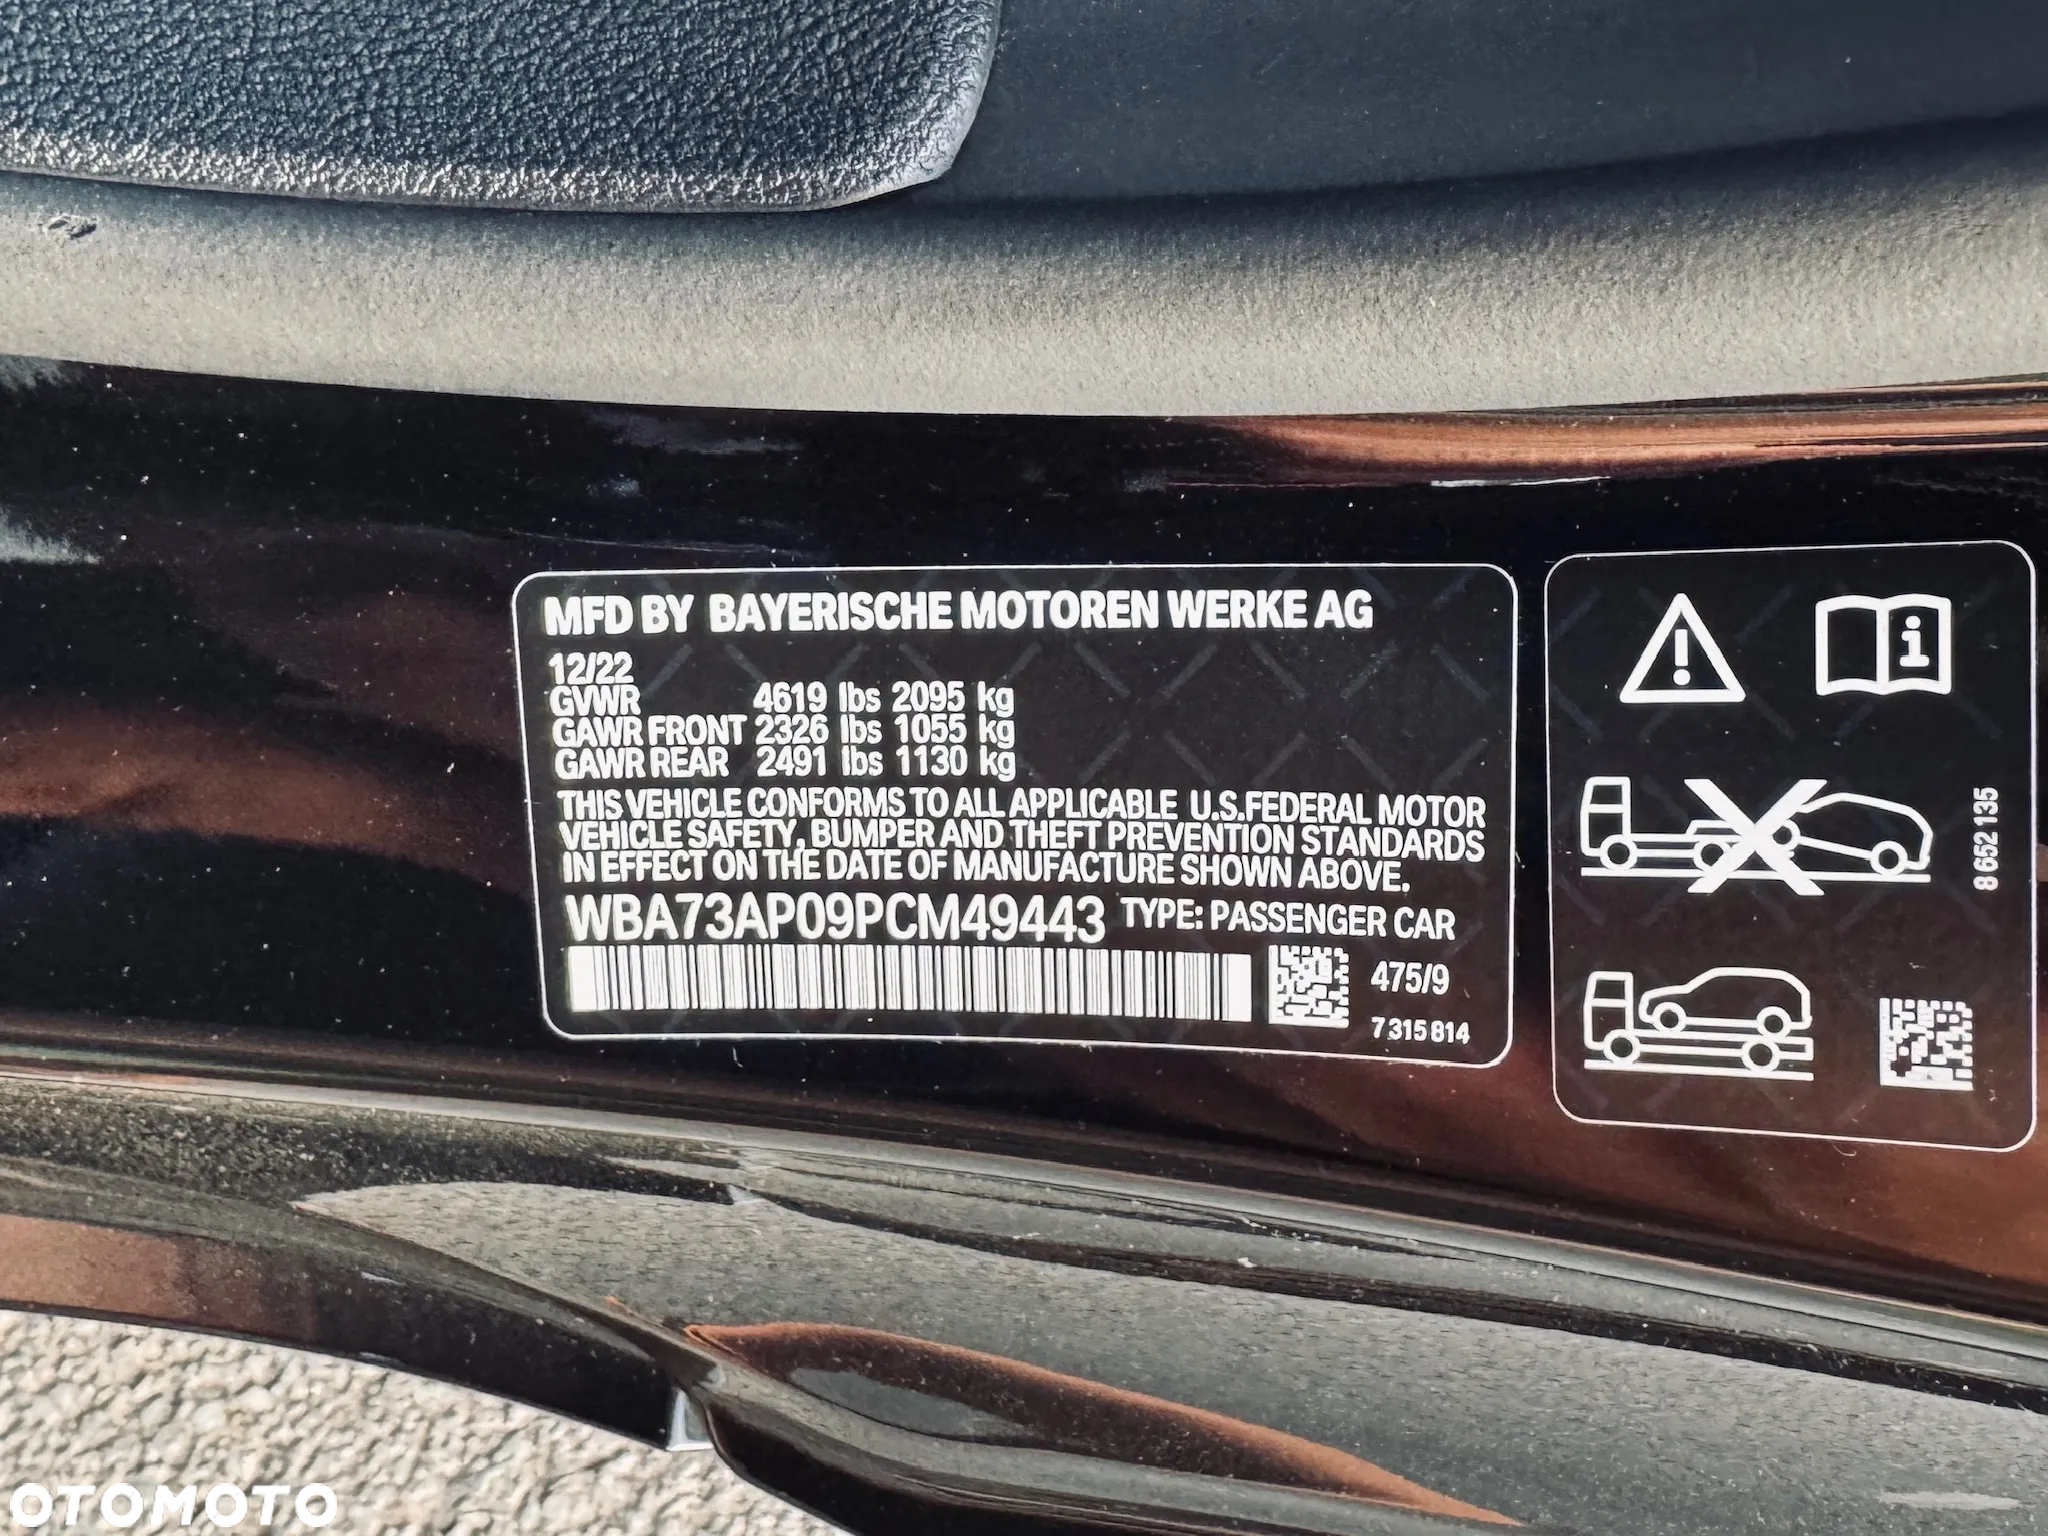 MFD BY BAYERISCHE MOTOREN WERKE AG
12/22
GVWR 4619 lbs 2095 kg
GAWR FRONT 2326 lbs 1055 kg
GAWR REAR 2491 lbs 1130 kg
THIS VEHICLE CONFORMS TO ALL APPLICABLE U.S.FEDERAL MOTOR
VEHICLE SAFETY, BUMPER AND THEFT PREVENTION STANDARDS
IN EFFECT ON THE DATE OF MANUFACTURE SHOWN ABOVE.
WBA73AP09PCM49443 TYPE: PASSENGER CAR
475/9
7 315 814
8 652 135
OTOMOTO